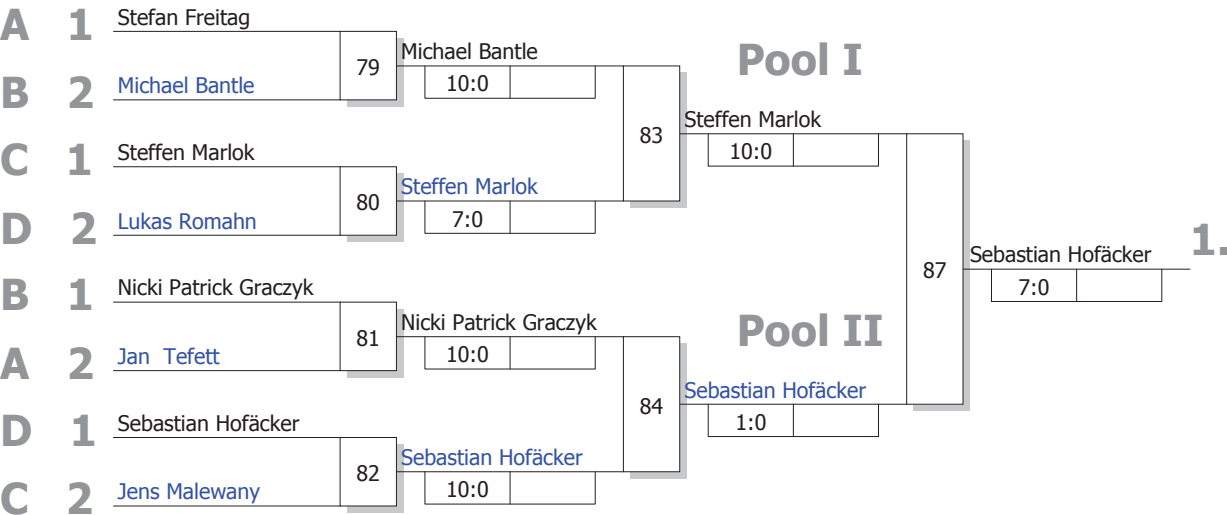 A 1 Stefan Freitag
79
Michael Bantle
10:0
B 2 Michael Bantle
Pool I
83
Steffen Marlok
10:0
C 1 Steffen Marlok
80
Steffen Marlok
7:0
D 2 Lukas Romahn
87
Sebastian Hofäcker
7:0
1.
B 1 Nicki Patrick Graczyk
81
Nicki Patrick Graczyk
10:0
A 2 Jan Tefett
Pool II
84
Sebastian Hofäcker
1:0
D 1 Sebastian Hofäcker
82
Sebastian Hofäcker
10:0
C 2 Jens Malewany